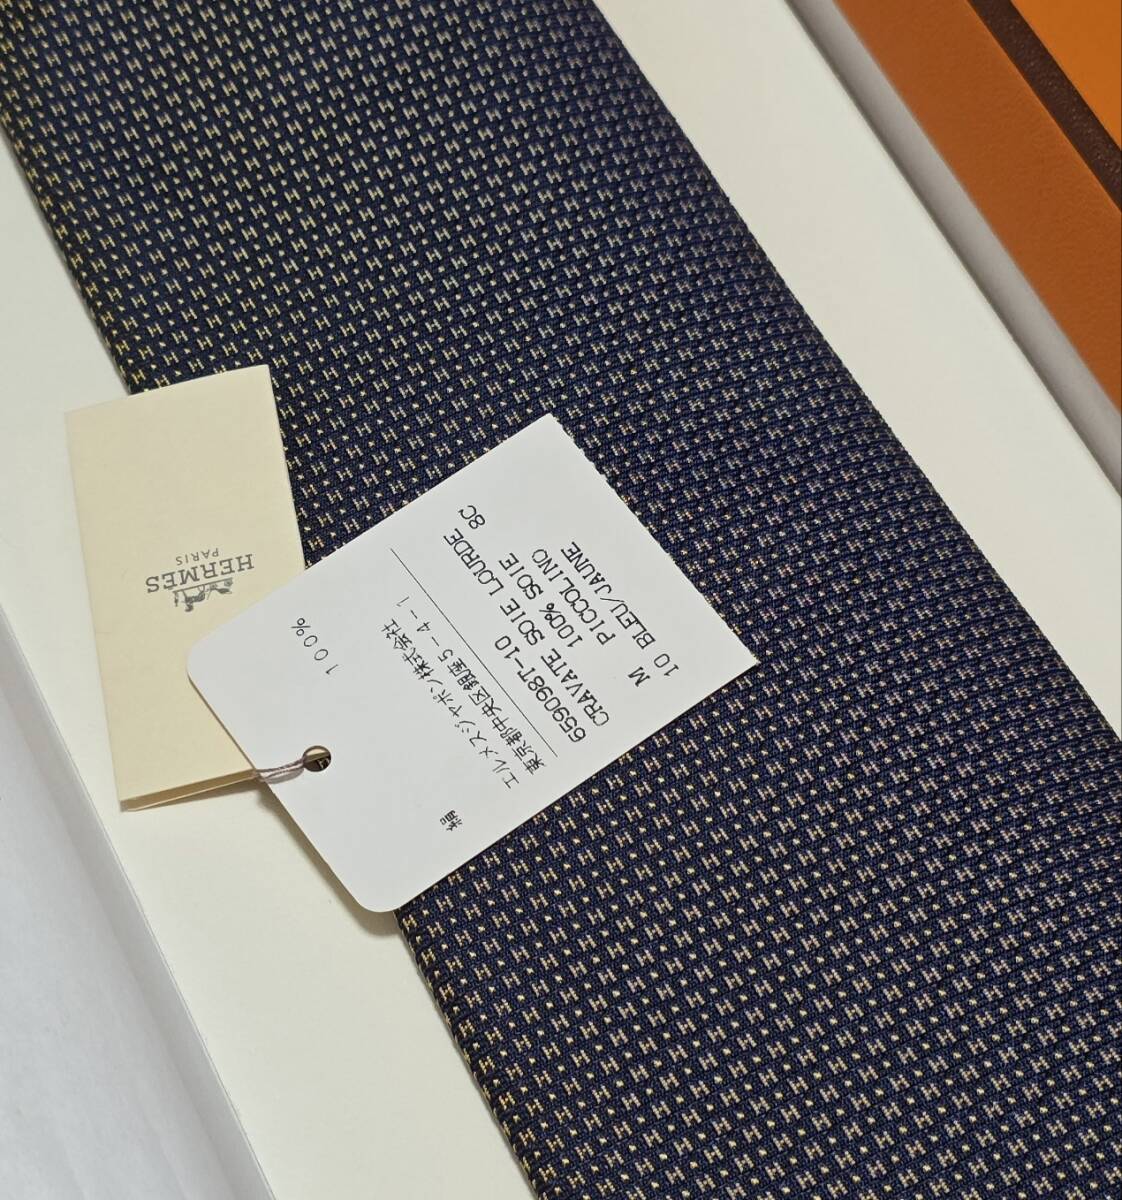 HERMES
PARIS
絹
100%
エルメスジャポン株式会社
東京都中央区銀座5-4-1
659098T-10
CRAVATE SOIE LOURDE
100% SOIE
8C
PICCOLINO
M
10 BLEU/JAUNE